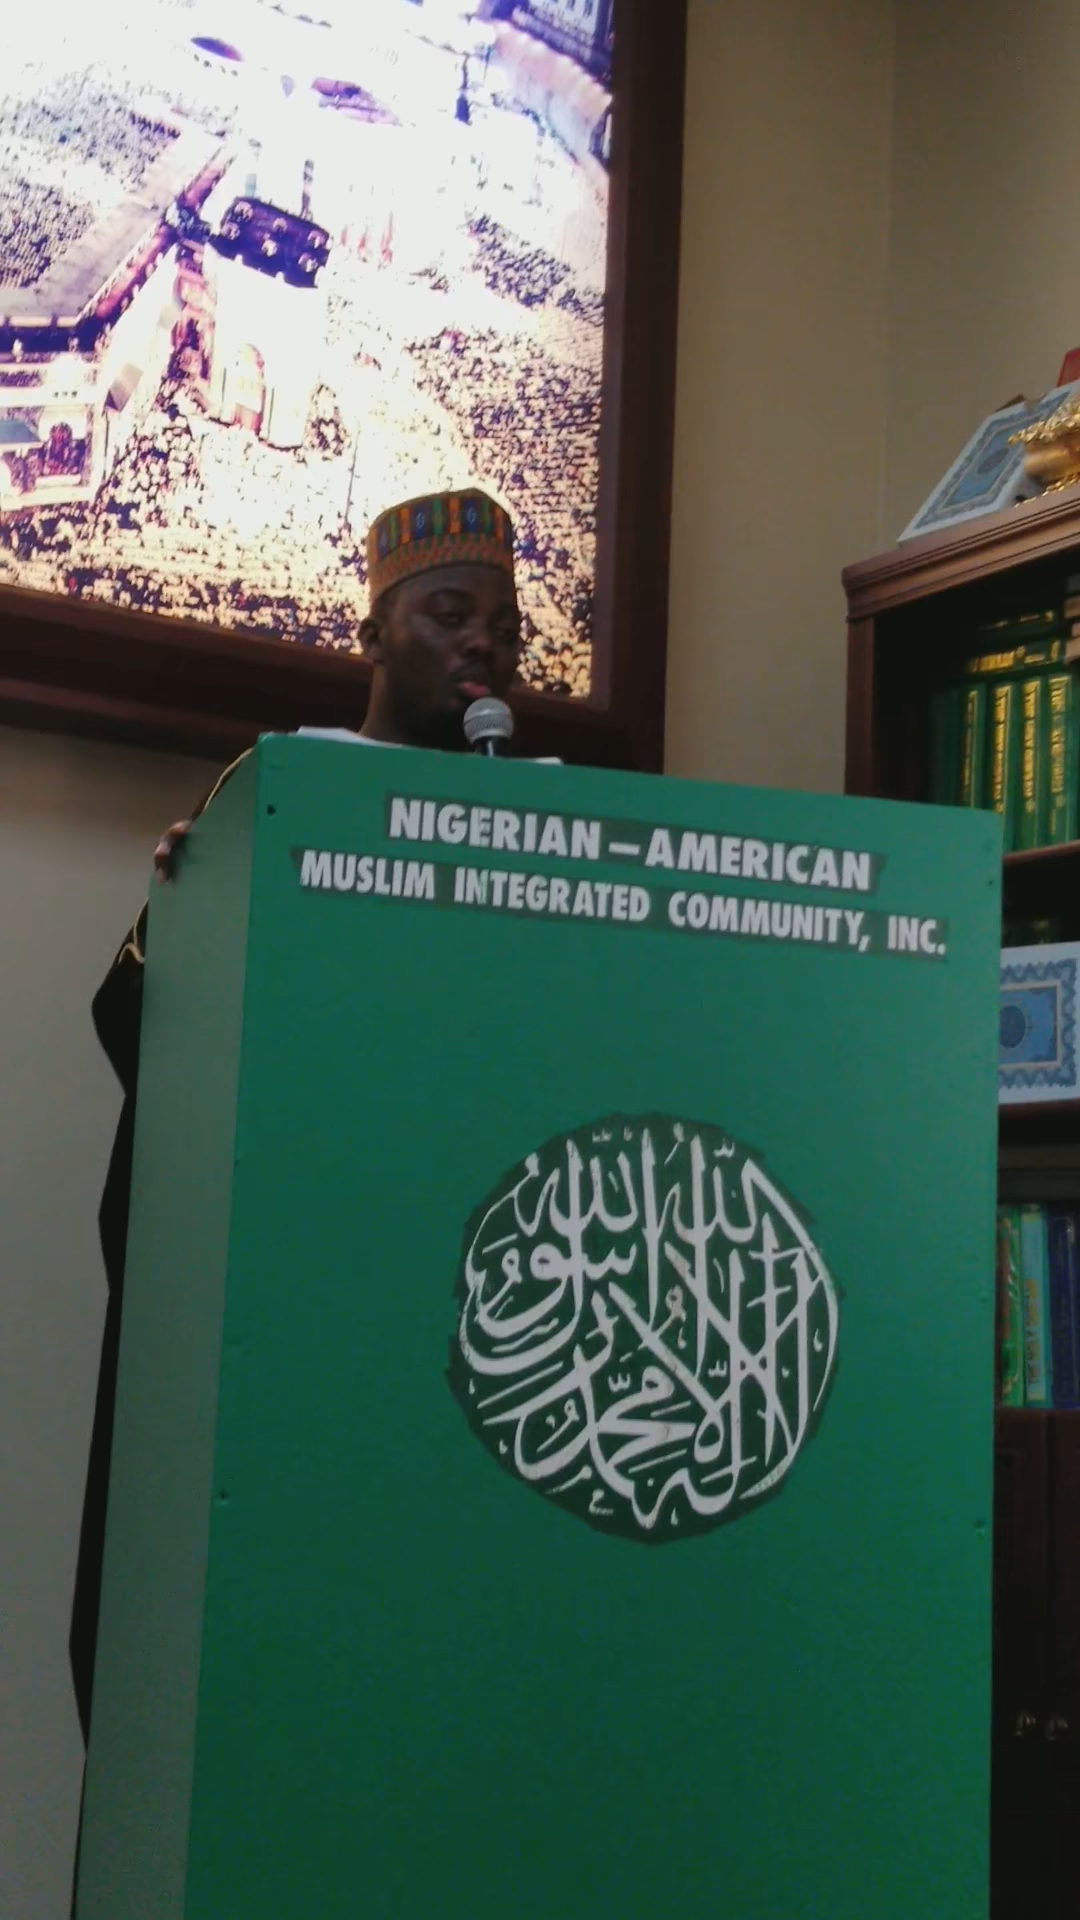 NIGERIAN—AMERICAN
MUSLIM INTEGRATED COMMUNITY, INC.
لا إله إلا الله محمد رسول الله